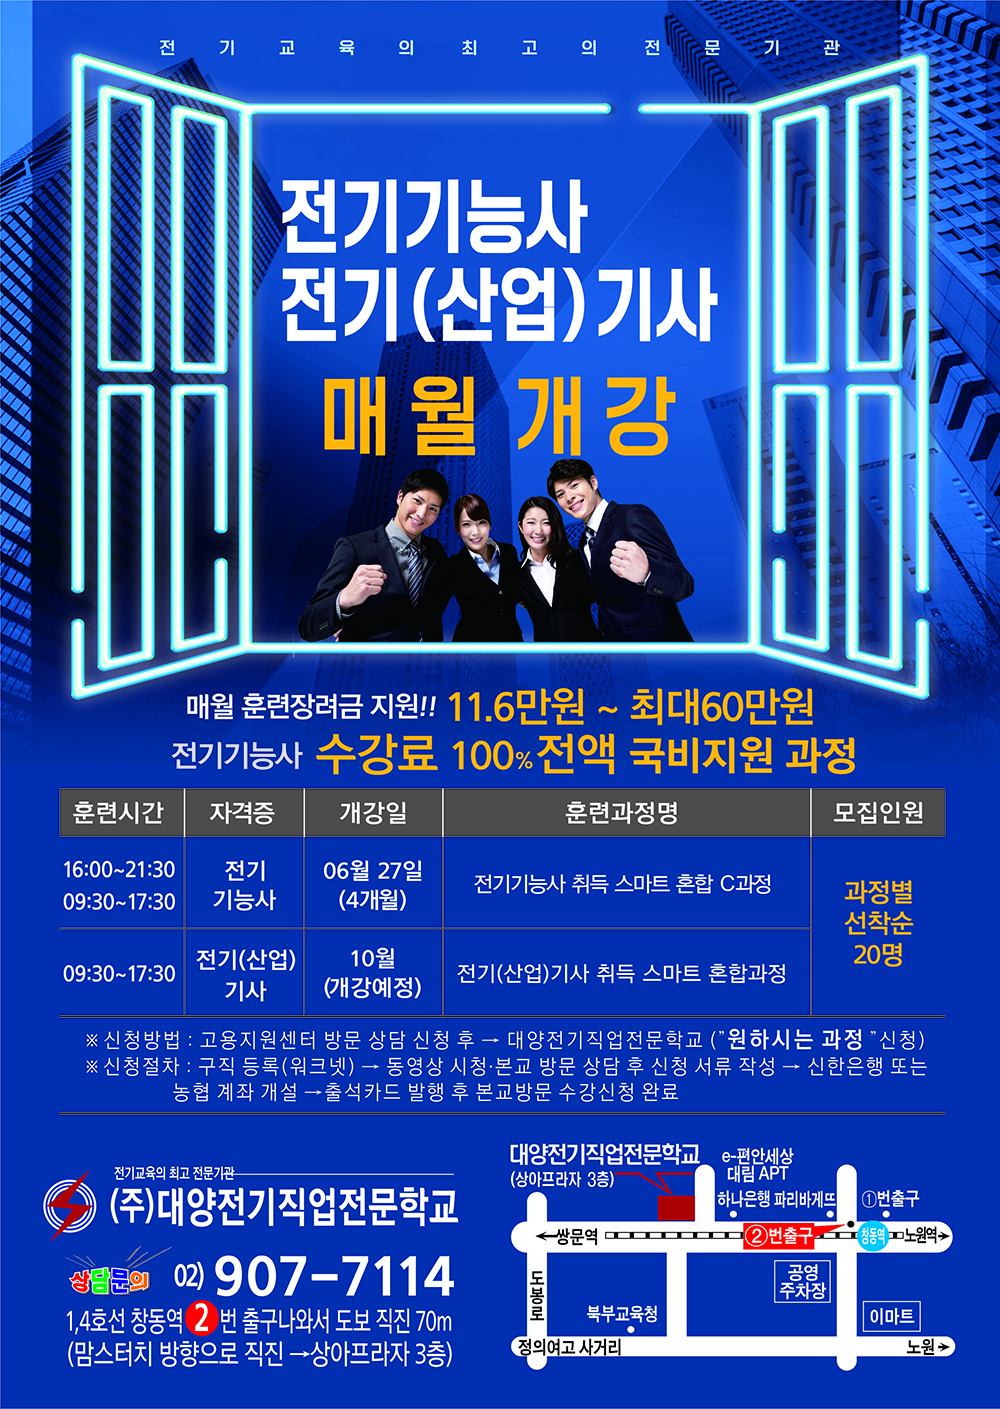 전기교육의최고의전문기관
전기기능사
전기(산업)기사
매월 개강
매월 훈련장려금 지원!! 11.6만원 ~ 최대60만원
전기기능사 수강료 100% 전액 국비지원 과정
훈련시간 자격증 개강일 훈련과정명 모집인원
16:00~21:30
09:30~17:30
전기
기능사
06월 27일
(4개월)
전기기능사 취득 스마트 혼합 C과정
과정별
선착순
20명
09:30~17:30
전기(산업)
기사
10월
(개강예정)
전기(산업)기사 취득 스마트 혼합과정
※ 신청방법 : 고용지원센터 방문 상담 신청 후 → 대양전기직업전문학교 ("원하시는 과정 "신청)
※ 신청절차 : 구직 등록(워크넷) → 동영상 시청·본교 방문 상담 후 신청 서류 작성 → 신한은행 또는
농협 계좌 개설 →출석카드 발행 후 본교방문 수강신청 완료
전기교육의 최고 전문기관
(주)대양전기직업전문학교
상담문의 02) 907-7114
1,4호선 창동역 2 번 출구나와서 도보 직진 70m
(맘스터치 방향으로 직진 →상아프라자 3층)
대양전기직업전문학교
(상아프라자 3층)
e-편안세상
대림 APT
하나은행 파리바게뜨
①번출구
←쌍문역
②번출구
창동역
노원역→
도봉로
공영
주차장
북부교육청
이마트
정의여고 사거리
노원→